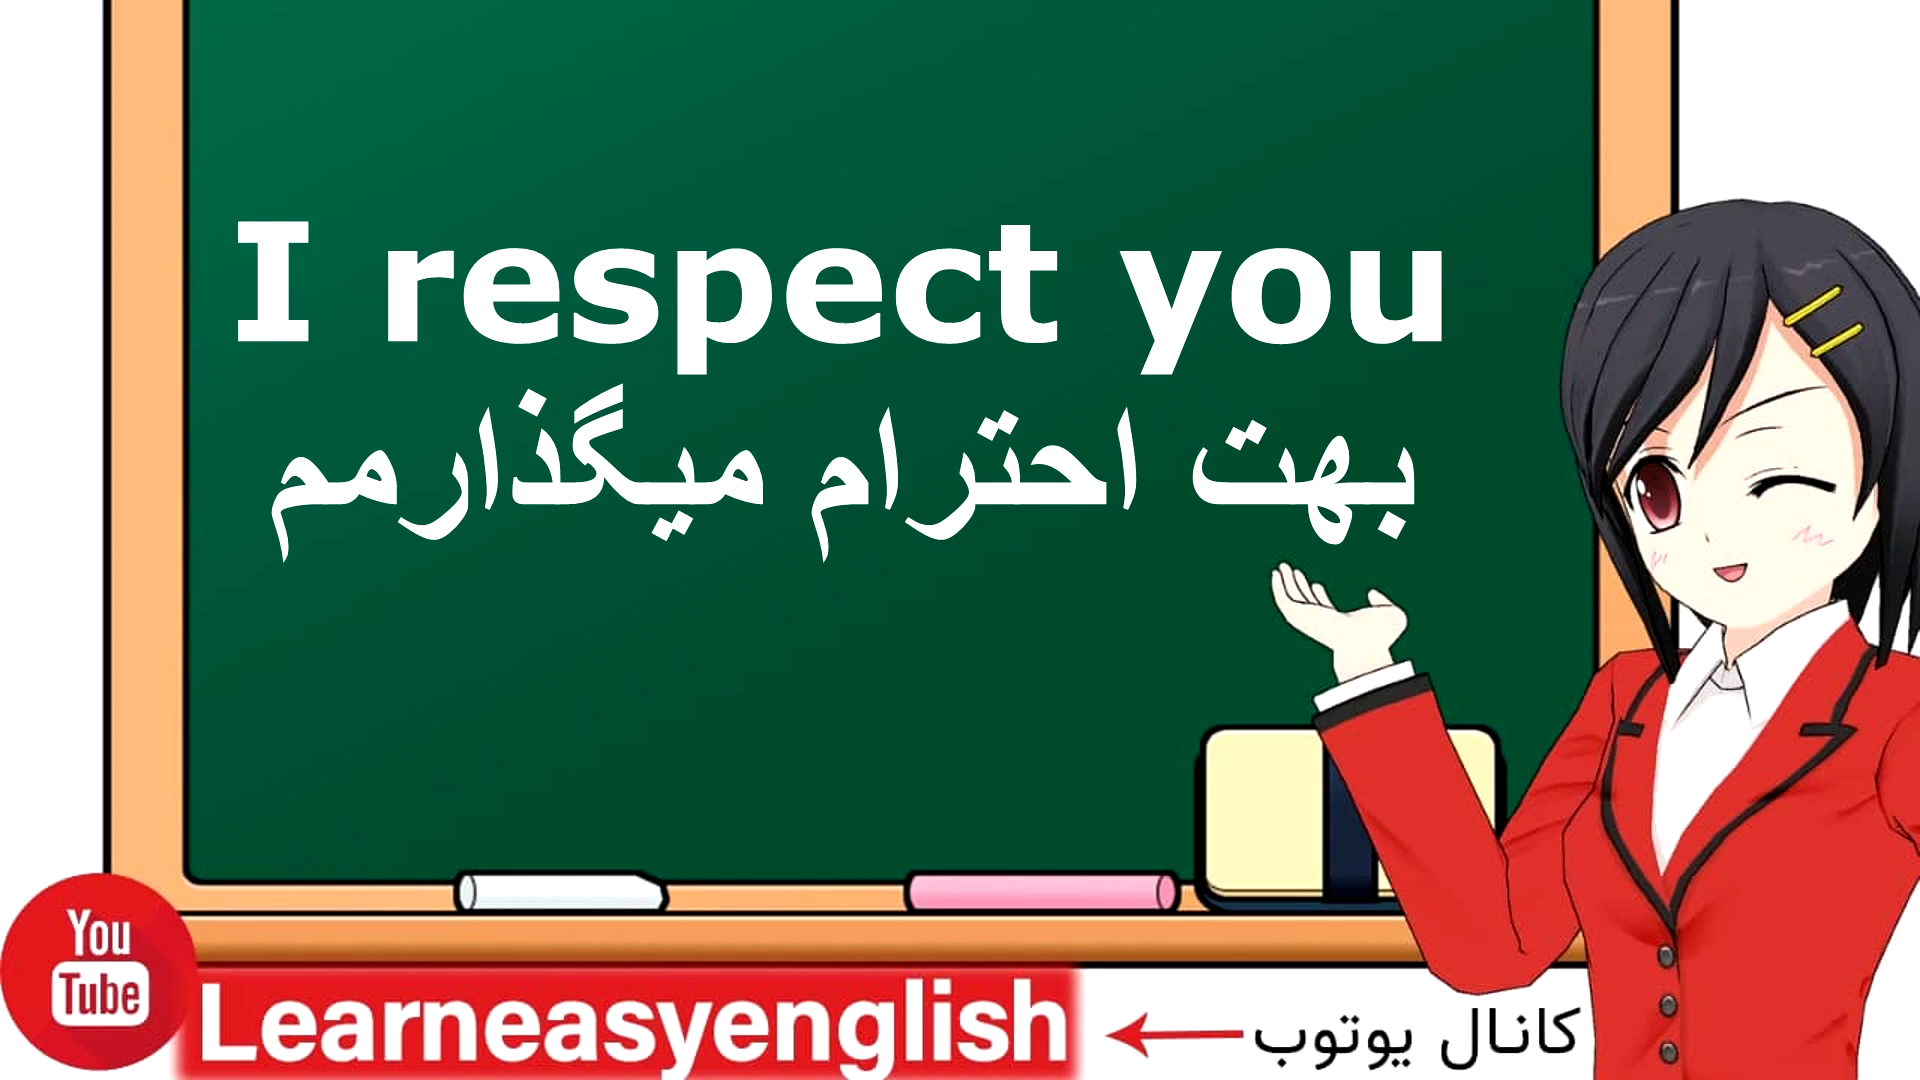 I respect you
بهت احترام میگذارمم
You
Tube
Learneasyenglish
کانال یوتوب